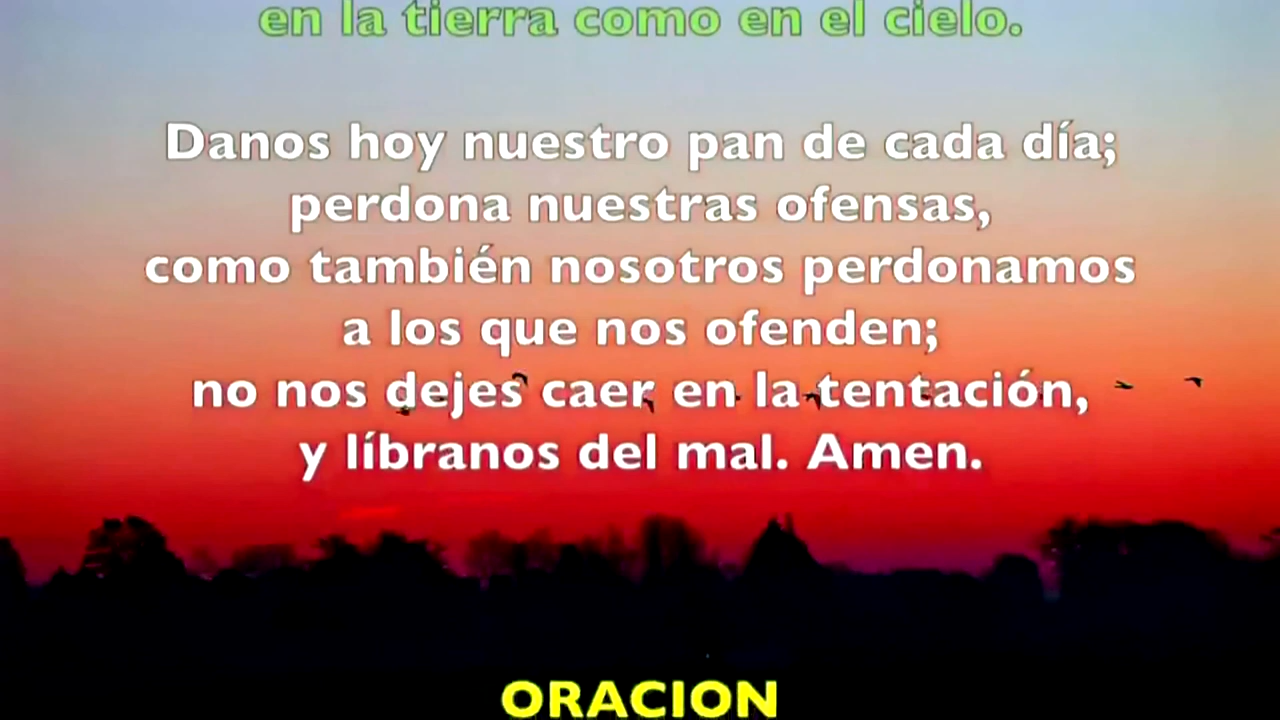 en la tierra como en el cielo.
Danos hoy nuestro pan de cada día;
perdona nuestras ofensas,
como también nosotros perdonamos
a los que nos ofenden;
no nos dejes caer en la tentación,
y líbranos del mal. Amen.
ORACION